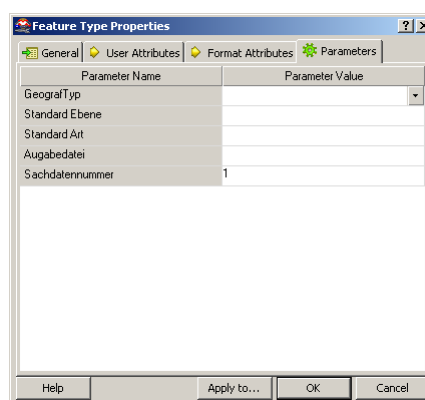 Feature Type Properties
General User Attributes Format Attributes Parameters
Parameter Name Parameter Value
GeografTyp
Standard Ebene
Standard Art
Augabedatei
Sachdatennummer 1
Help Apply to... OK Cancel